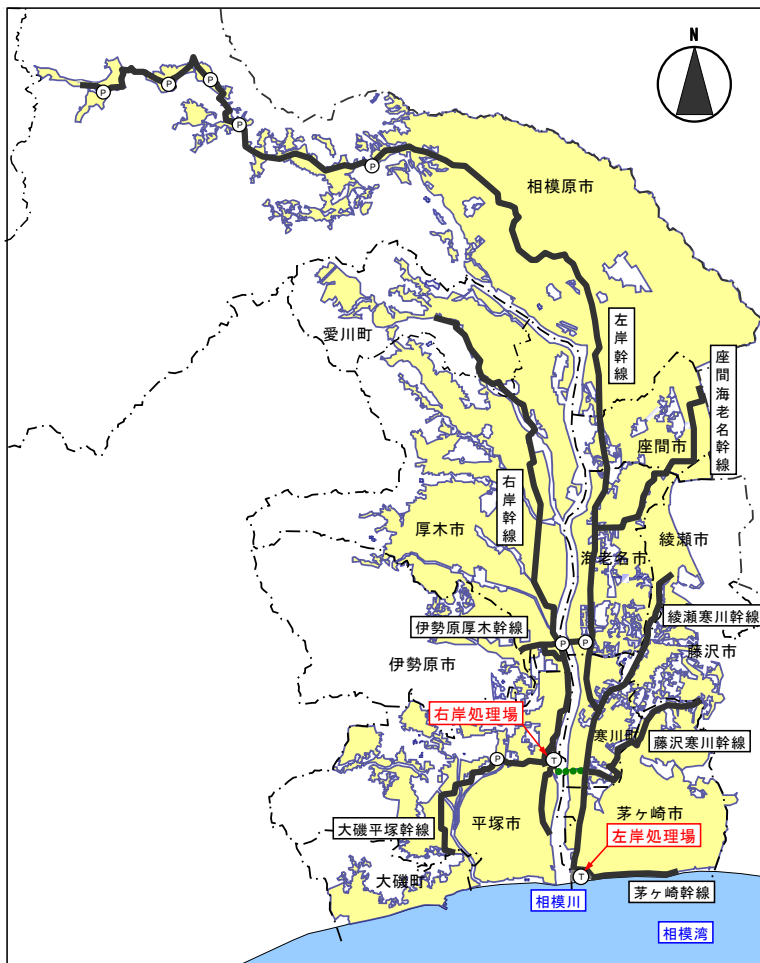 N
P
P
P
P
P
相模原市
愛川町
左岸幹線
座間海老名幹線
座間市
右岸幹線
厚木市
綾瀬市
海老名市
綾瀬寒川幹線
伊勢原厚木幹線
P
P
藤沢市
伊勢原市
右岸処理場
寒川町
藤沢寒川幹線
P
T
茅ヶ崎市
平塚市
大磯平塚幹線
左岸処理場
T
大磯町
相模川
茅ヶ崎幹線
相模湾